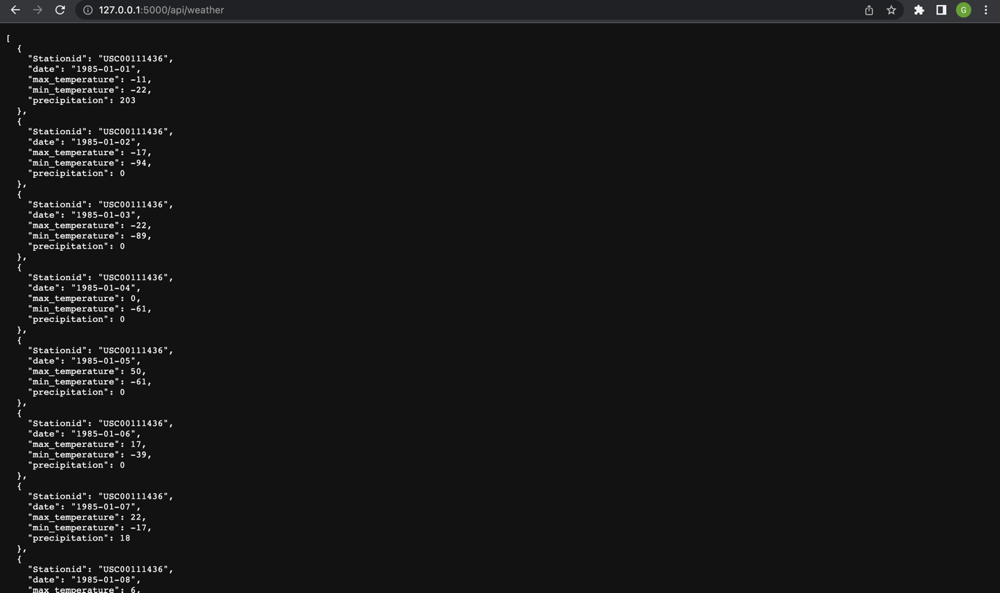 127.0.0.1:5000/api/weather
G
[
  {
    "Stationid": "USC00111436",
    "date": "1985-01-01",
    "max_temperature": -11,
    "min_temperature": -22,
    "precipitation": 203
  },
  {
    "Stationid": "USC00111436",
    "date": "1985-01-02",
    "max_temperature": -17,
    "min_temperature": -94,
    "precipitation": 0
  },
  {
    "Stationid": "USC00111436",
    "date": "1985-01-03",
    "max_temperature": -22,
    "min_temperature": -89,
    "precipitation": 0
  },
  {
    "Stationid": "USC00111436",
    "date": "1985-01-04",
    "max_temperature": 0,
    "min_temperature": -61,
    "precipitation": 0
  },
  {
    "Stationid": "USC00111436",
    "date": "1985-01-05",
    "max_temperature": 50,
    "min_temperature": -61,
    "precipitation": 0
  },
  {
    "Stationid": "USC00111436",
    "date": "1985-01-06",
    "max_temperature": 17,
    "min_temperature": -39,
    "precipitation": 0
  },
  {
    "Stationid": "USC00111436",
    "date": "1985-01-07",
    "max_temperature": 22,
    "min_temperature": -17,
    "precipitation": 18
  },
  {
    "Stationid": "USC00111436",
    "date": "1985-01-08",
    "max_temperature": 6,